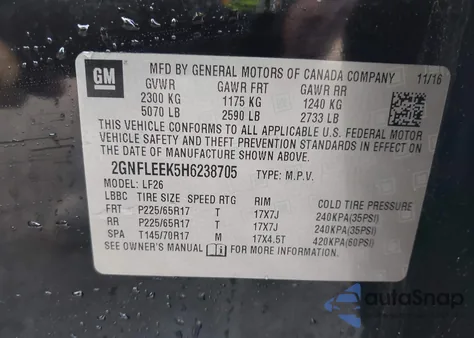 GM
MFD BY GENERAL MOTORS OF CANADA COMPANY 11/16
GVWR GAWR FRT GAWR RR
2300 KG 1175 KG 1240 KG
5070 LB 2590 LB 2733 LB
THIS VEHICLE CONFORMS TO ALL APPLICABLE U.S. FEDERAL MOTOR
VEHICLE SAFETY AND THEFT PREVENTION STANDARDS IN EFFECT ON
THE DATE OF MANUFACTURE SHOWN ABOVE.
2GNFLEEK5H6238705 TYPE: M.P.V.
MODEL: LF26
LBBC TIRE SIZE SPEED RTG RIM COLD TIRE PRESSURE
FRT P225/65R17 T 17X7J 240KPA(35PSI)
RR P225/65R17 T 17X7J 240KPA(35PSI)
SPA T145/70R17 M 17X4.5T 420KPA(60PSI)
SEE OWNER'S MANUAL FOR MORE INFORMATION
autoSnap